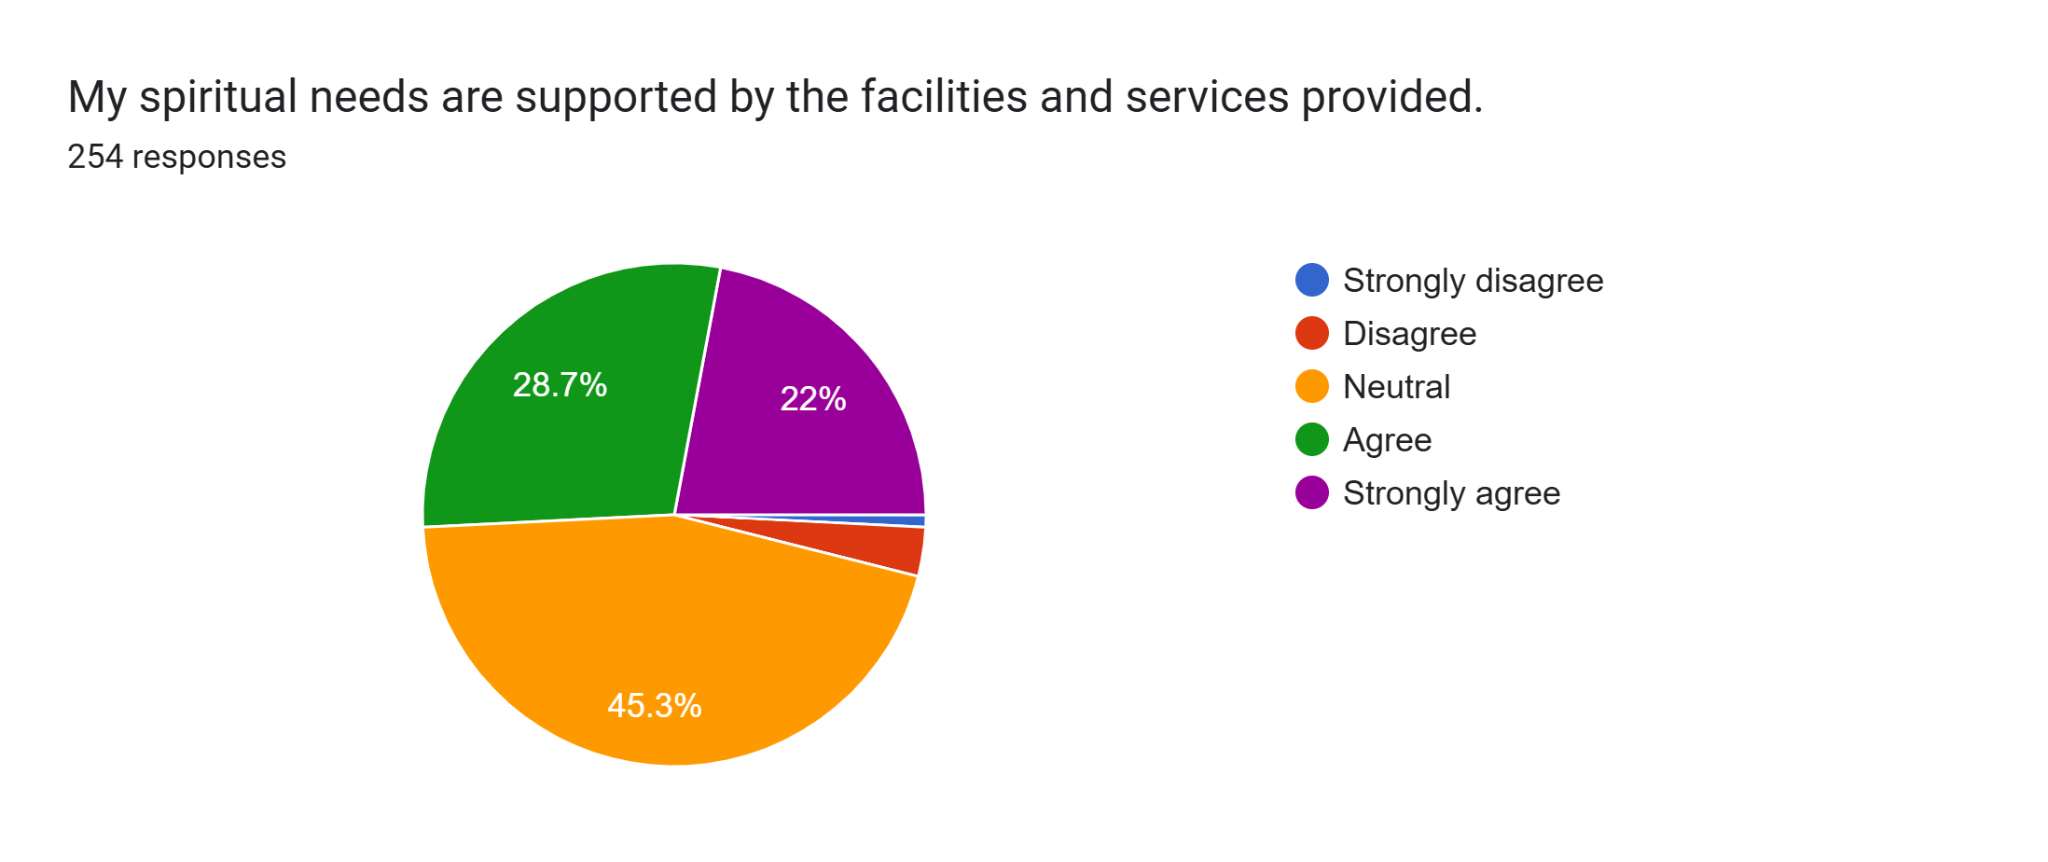 My spiritual needs are supported by the facilities and services provided.
254 responses
28.7%
22%
45.3%
Strongly disagree
Disagree
Neutral
Agree
Strongly agree